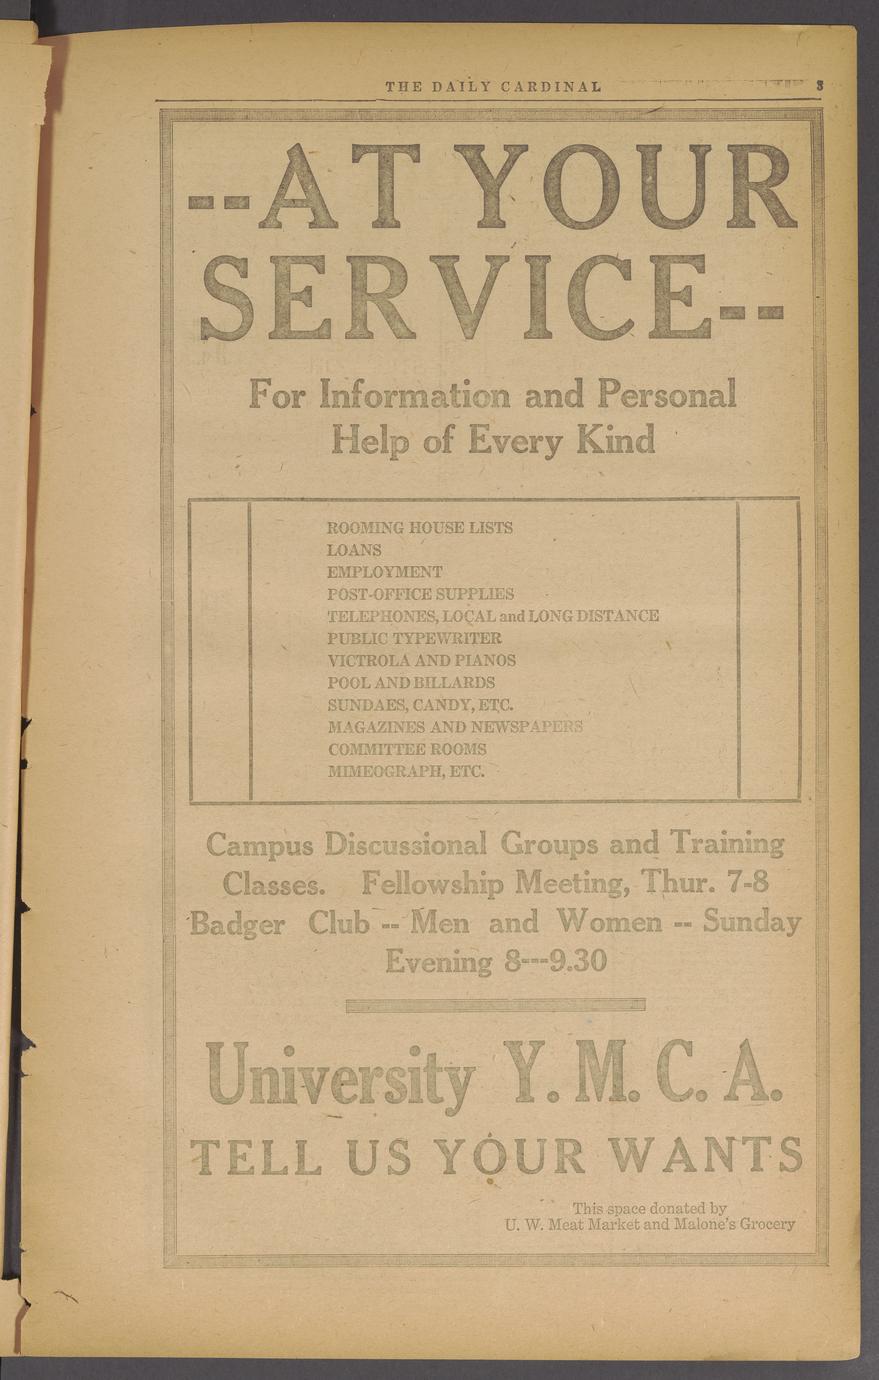 THE DAILY CARDINAL 3
--AT YOUR
SERVICE--
For Information and Personal
Help of Every Kind
ROOMING HOUSE LISTS
LOANS
EMPLOYMENT
POST-OFFICE SUPPLIES
TELEPHONES, LOCAL and LONG DISTANCE
PUBLIC TYPEWRITER
VICTROLA AND PIANOS
POOL AND BILLARDS
SUNDAES, CANDY, ETC.
MAGAZINES AND NEWSPAPERS
COMMITTEE ROOMS
MIMEOGRAPH, ETC.
Campus Discussional Groups and Training
Classes. Fellowship Meeting, Thur. 7-8
Badger Club -- Men and Women -- Sunday
Evening 8---9.30
University Y. M. C. A.
TELL US YOUR WANTS
This space donated by
U. W. Meat Market and Malone's Grocery